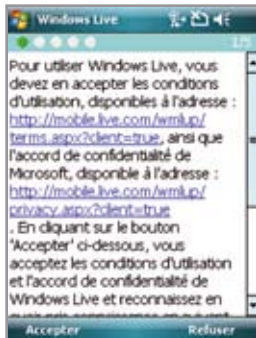 Windows Live
1/5
Pour utiliser Windows Live, vous
devez en accepter les conditions
d'utilisation, disponibles à l'adresse :
http://mobile.live.com/wmlup/
terms.aspx?client=true, ainsi que
l'accord de confidentialité de
Microsoft, disponible à l'adresse :
http://mobile.live.com/wmlup/
privacy.aspx?client=true
. En cliquant sur le bouton
'Accepter' ci-dessous, vous
acceptez les conditions d'utilisation
et l'accord de confidentialité de
Windows Live et reconnaissez en
Accepter
Refuser